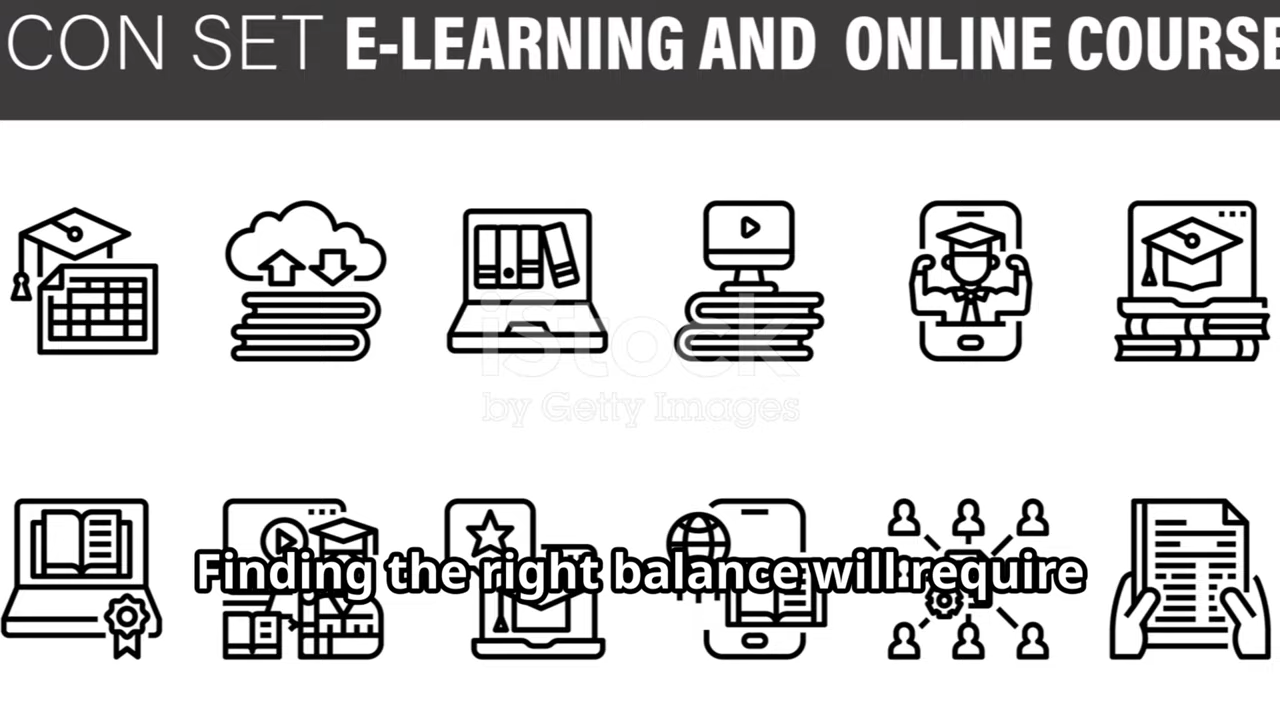 CON SET E-LEARNING AND ONLINE COURSE
iStock
by Getty Images
Finding the right balance will require